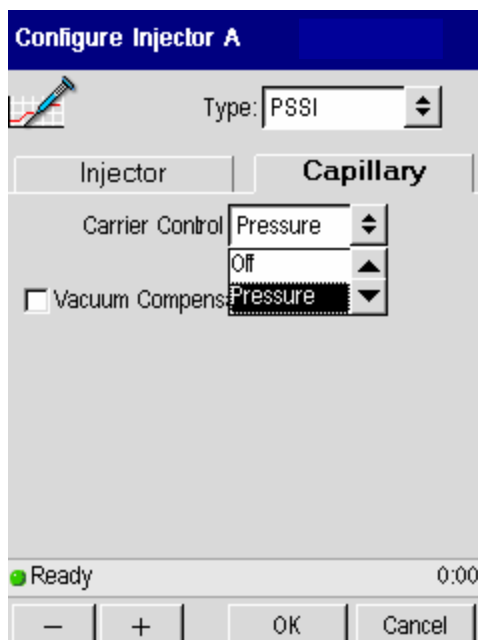 Configure Injector A
Type: PSSI
Injector Capillary
Carrier Control Pressure
Off
Vacuum Compens Pressure
Ready 0:00
− + OK Cancel